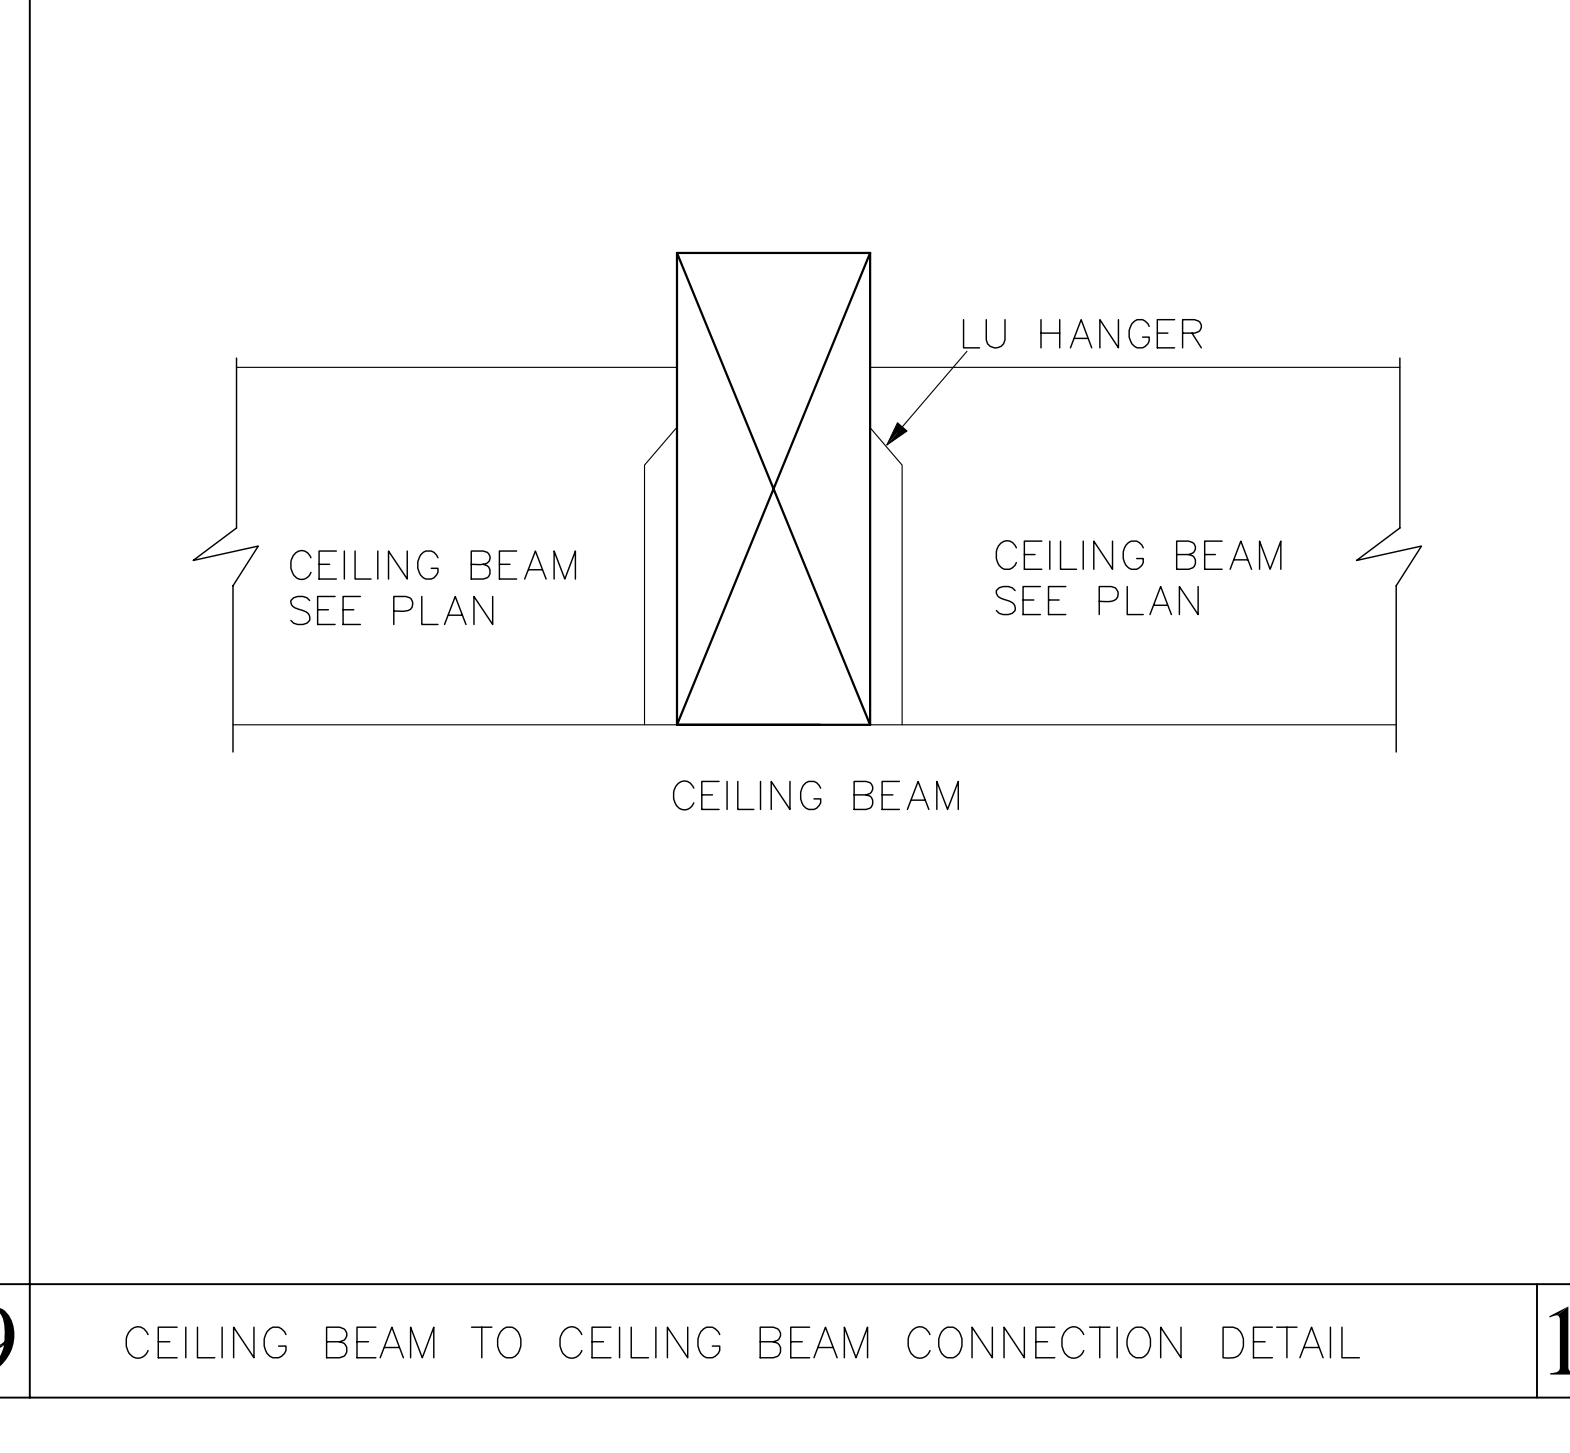 LU HANGER
CEILING BEAM
SEE PLAN
CEILING BEAM
SEE PLAN
CEILING BEAM
CEILING BEAM TO CEILING BEAM CONNECTION DETAIL